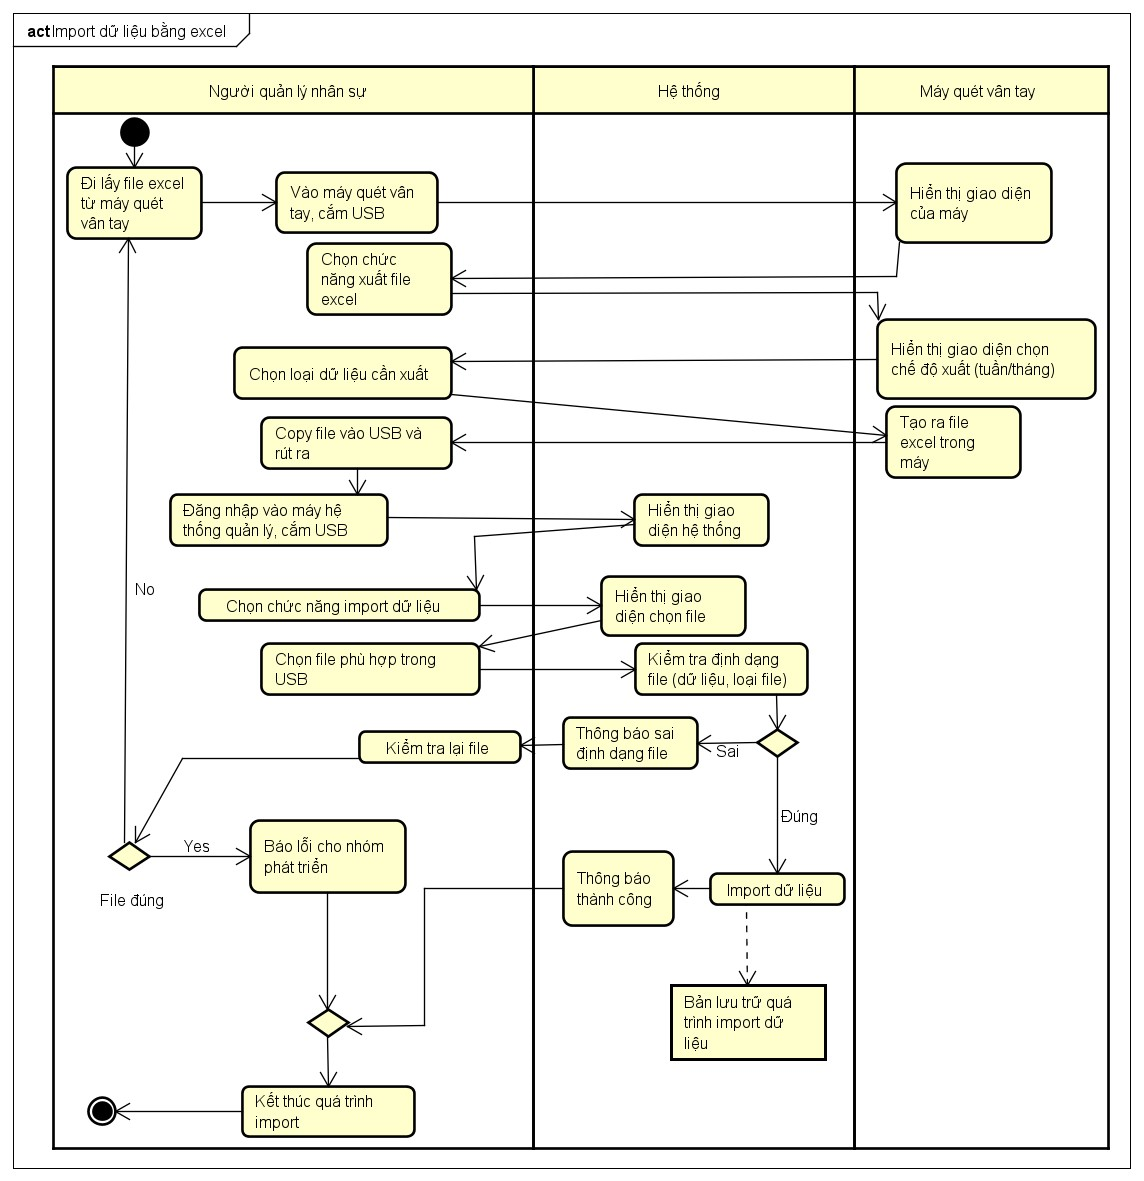 act Import dữ liệu bằng excel
Người quản lý nhân sự
Hệ thống
Máy quét vân tay
Đi lấy file excel
từ máy quét
vân tay
Vào máy quét vân
tay, cắm USB
Hiển thị giao diện
của máy
Chọn chức
năng xuất file
excel
Hiển thị giao diện chọn
chế độ xuất (tuần/tháng)
Chọn loại dữ liệu cần xuất
Tạo ra file
excel trong
máy
Copy file vào USB và
rút ra
Đăng nhập vào máy hệ
thống quản lý, cắm USB
Hiển thị giao
diện hệ thống
No
Chọn chức năng import dữ liệu
Hiển thị giao
diện chọn file
Chọn file phù hợp trong
USB
Kiểm tra định dạng
file (dữ liệu, loại file)
Kiểm tra lại file
Thông báo sai
định dạng file
Sai
Đúng
Yes
Báo lỗi cho nhóm
phát triển
File đúng
Thông báo
thành công
Import dữ liệu
Bản lưu trữ quá
trình import dữ
liệu
Kết thúc quá trình
import